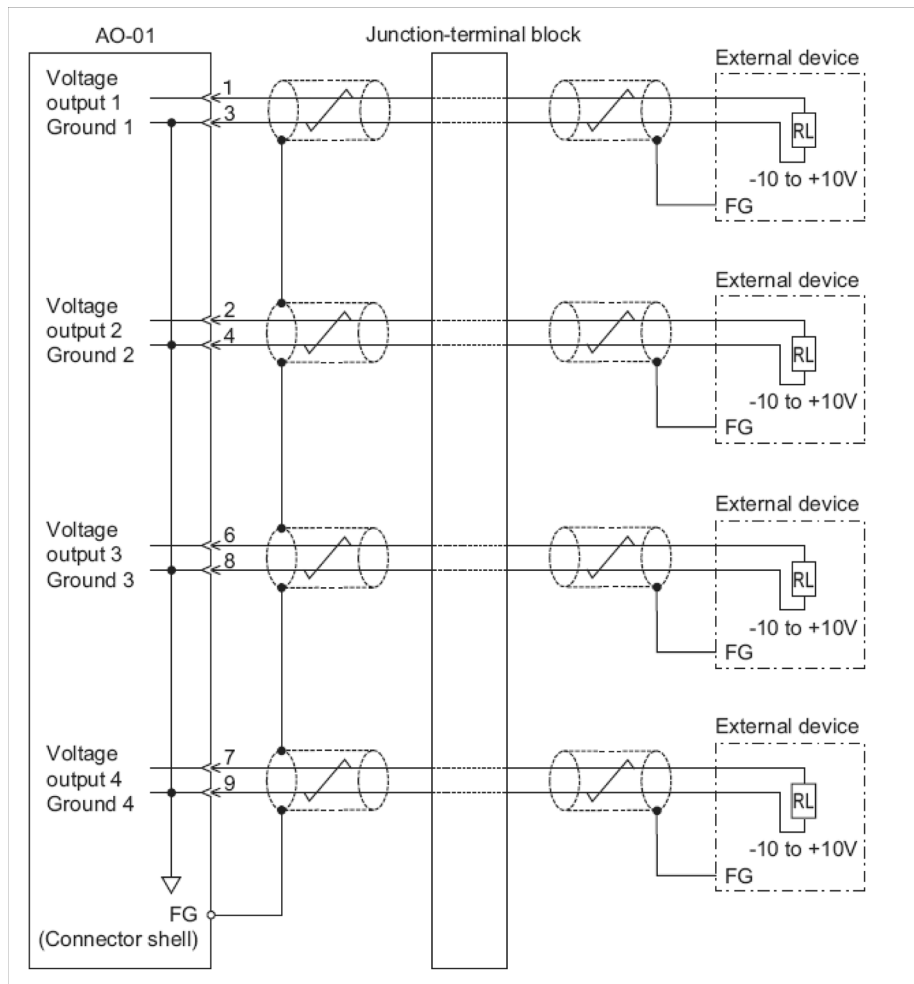 AO-01
Junction-terminal block
External device
Voltage
output 1
Ground 1
1
3
RL
-10 to +10V
FG
External device
Voltage
output 2
Ground 2
2
4
RL
-10 to +10V
FG
External device
Voltage
output 3
Ground 3
6
8
RL
-10 to +10V
FG
External device
Voltage
output 4
Ground 4
7
9
RL
-10 to +10V
FG
FG
(Connector shell)